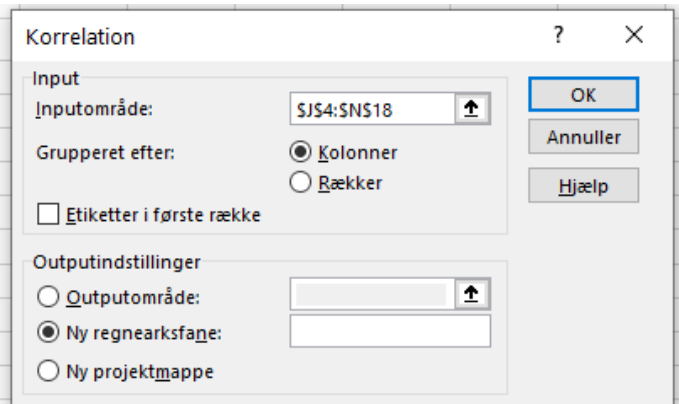 Korrelation ? ×
Input
Inputområde: $J$4:$N$18
OK
Grupperet efter: Kolonner
Annuller
Rækker
Hjælp
Etiketter i første række
Outputindstillinger
Outputområde:
Ny regnearksfane:
Ny projektmappe